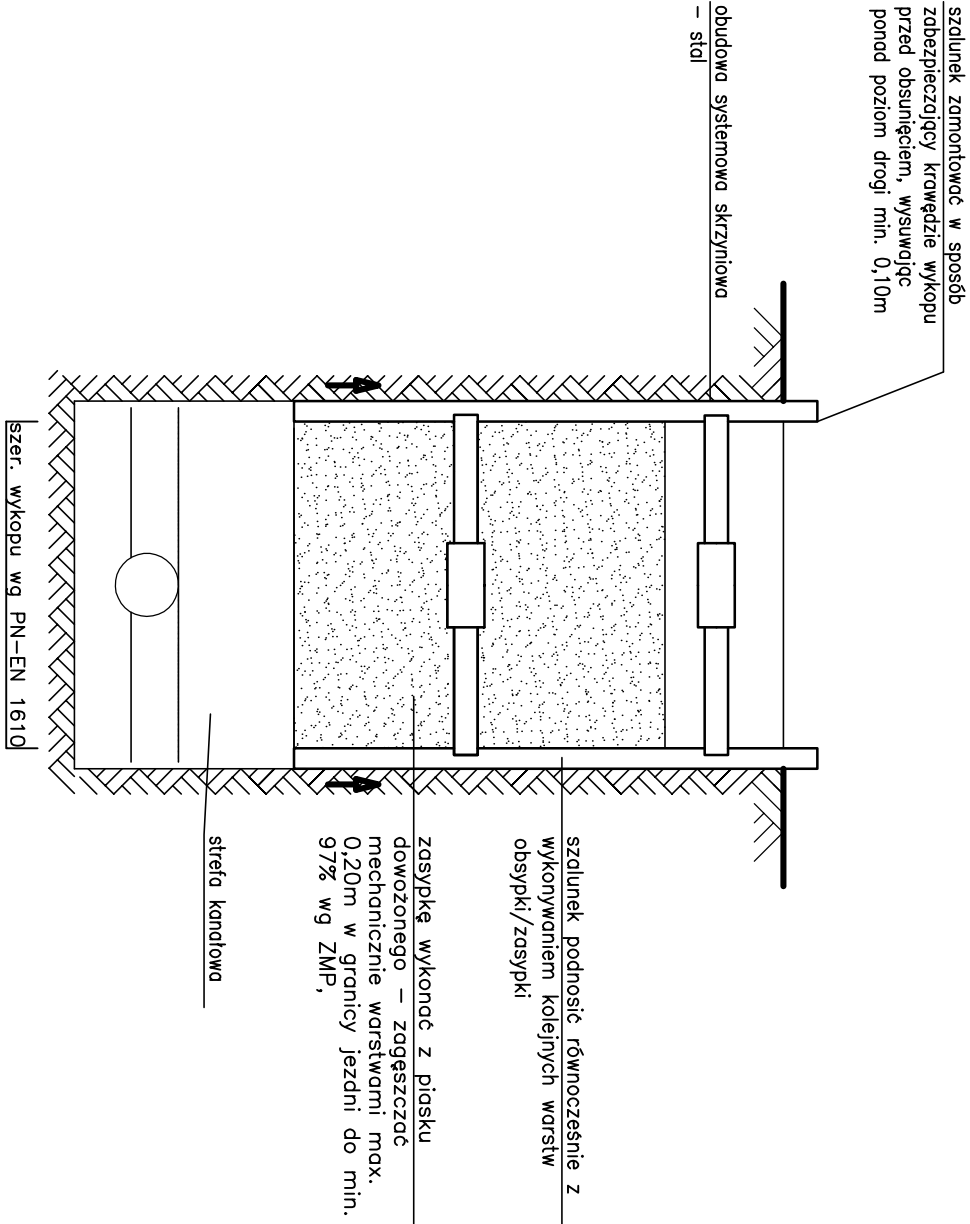 szalunek zamontować w sposób
zabezpieczający krawędzie wykopu
przed obsunięciem, wysuwając
ponad poziom drogi min. 0,10m
obudowa systemowa skrzyniowa
– stal
szalunek podnosić równocześnie z
wykonywaniem kolejnych warstw
obsypki/zasypki
zasypkę wykonać z piasku
dowożonego – zagęszczać
mechanicznie warstwami max.
0,20m w granicy jezdni do min.
97% wg ZMP,
strefa kanałowa
szer. wykopu wg PN–EN 1610